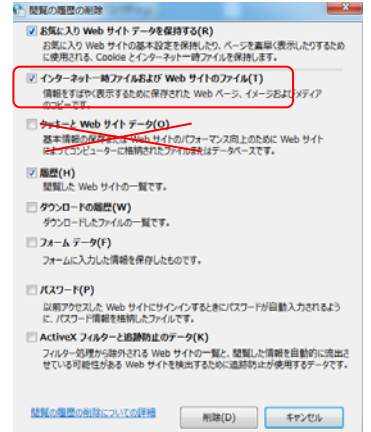 閲覧の履歴の削除
お気に入り Web サイト データを保持する(R)
お気に入り Web サイトの基本設定を保持したり、ページを素早く表示したりするため
に使用される、Cookie とインターネット一時ファイルを保持します。
インターネット一時ファイルおよび Web サイトのファイル(T)
情報をすばやく表示するために保存された Web ページ、イメージおよびメディア
のコピーです。
クッキーと Web サイト データ(O)
基本情報の保存または Web サイトのパフォーマンス向上のために Web サイト
によってコンピューターに格納されたファイルまたはデータベースです。
履歴(H)
閲覧した Web サイトの一覧です。
ダウンロードの履歴(W)
ダウンロードしたファイルの一覧です。
フォーム データ(F)
フォームに入力した情報を保存したものです。
パスワード(P)
以前アクセスした Web サイトにサインインするときにパスワードが自動入力されるよう
に、パスワード情報を格納したファイルです。
ActiveX フィルターと追跡防止のデータ(K)
フィルター処理から除外される Web サイトの一覧と、閲覧した情報を自動的に流出さ
せている可能性がある Web サイトを検出するために追跡防止が使用するデータです。
閲覧の履歴の削除についての詳細
削除(D)
キャンセル